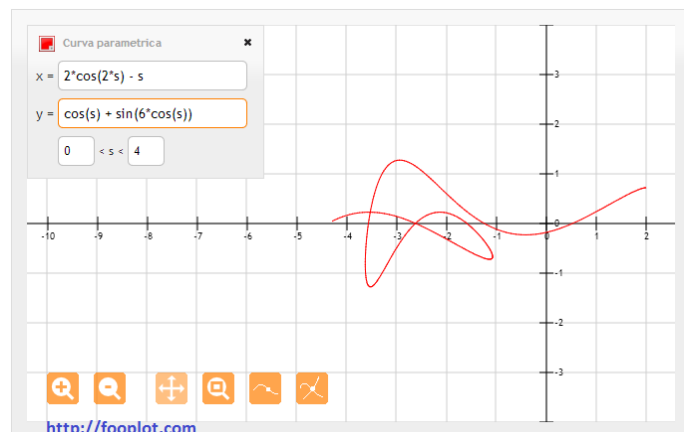 Curva parametrica ×
x = 2*cos(2*s) - s
y = cos(s) + sin(6*cos(s))
0 < s < 4
3
2
1
-10 -9 -8 -7 -6 -5 -4 -3 -2 -1 0 1 2
0
-1
-2
-3
http://fooplot.com